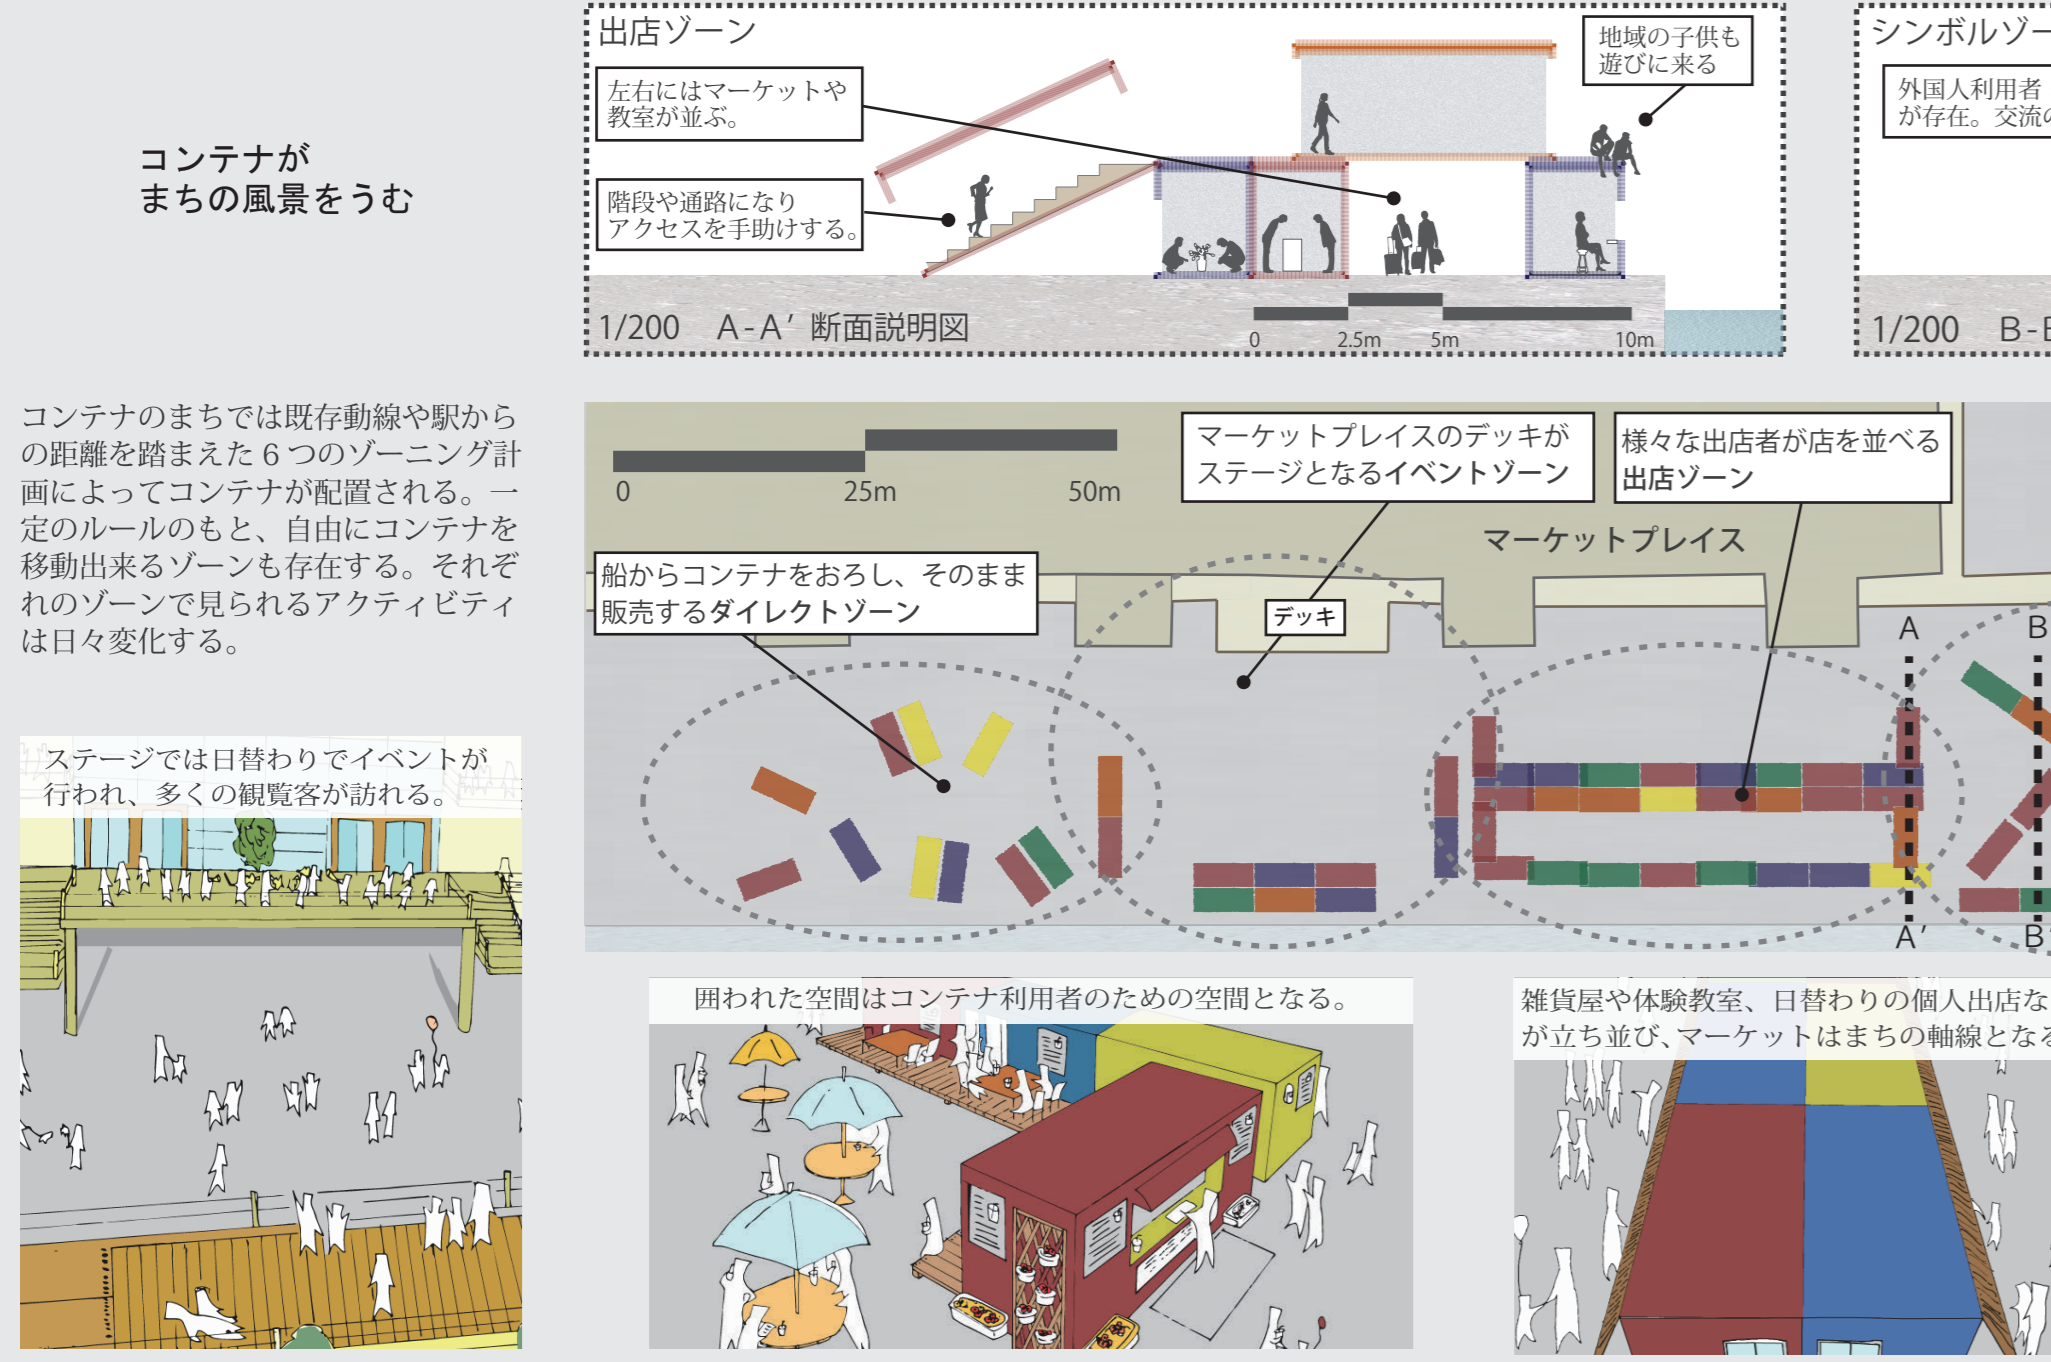 コンテナが
まちの風景をうむ
コンテナのまちでは既存動線や駅から
の距離を踏まえた 6 つのゾーニング計
画によってコンテナが配置される。一
定のルールのもと、自由にコンテナを
移動出来るゾーンも存在する。それぞ
れのゾーンで見られるアクティビティ
は日々変化する。
出店ゾーン
左右にはマーケットや
教室が並ぶ。
階段や通路になり
アクセスを手助けする。
地域の子供も
遊びに来る
1/200 A-A′ 断面説明図
0 2.5m 5m 10m
シンボルゾー
外国人利用者
が存在。交流の
1/200 B-B
0 25m 50m
マーケットプレイスのデッキが
ステージとなるイベントゾーン
様々な出店者が店を並べる
出店ゾーン
マーケットプレイス
船からコンテナをおろし、そのまま
販売するダイレクトゾーン
デッキ
A
B
A′
B′
ステージでは日替わりでイベントが
行われ、多くの観覧客が訪れる。
囲われた空間はコンテナ利用者のための空間となる。
雑貨屋や体験教室、日替わりの個人出店な
が立ち並び、マーケットはまちの軸線となる